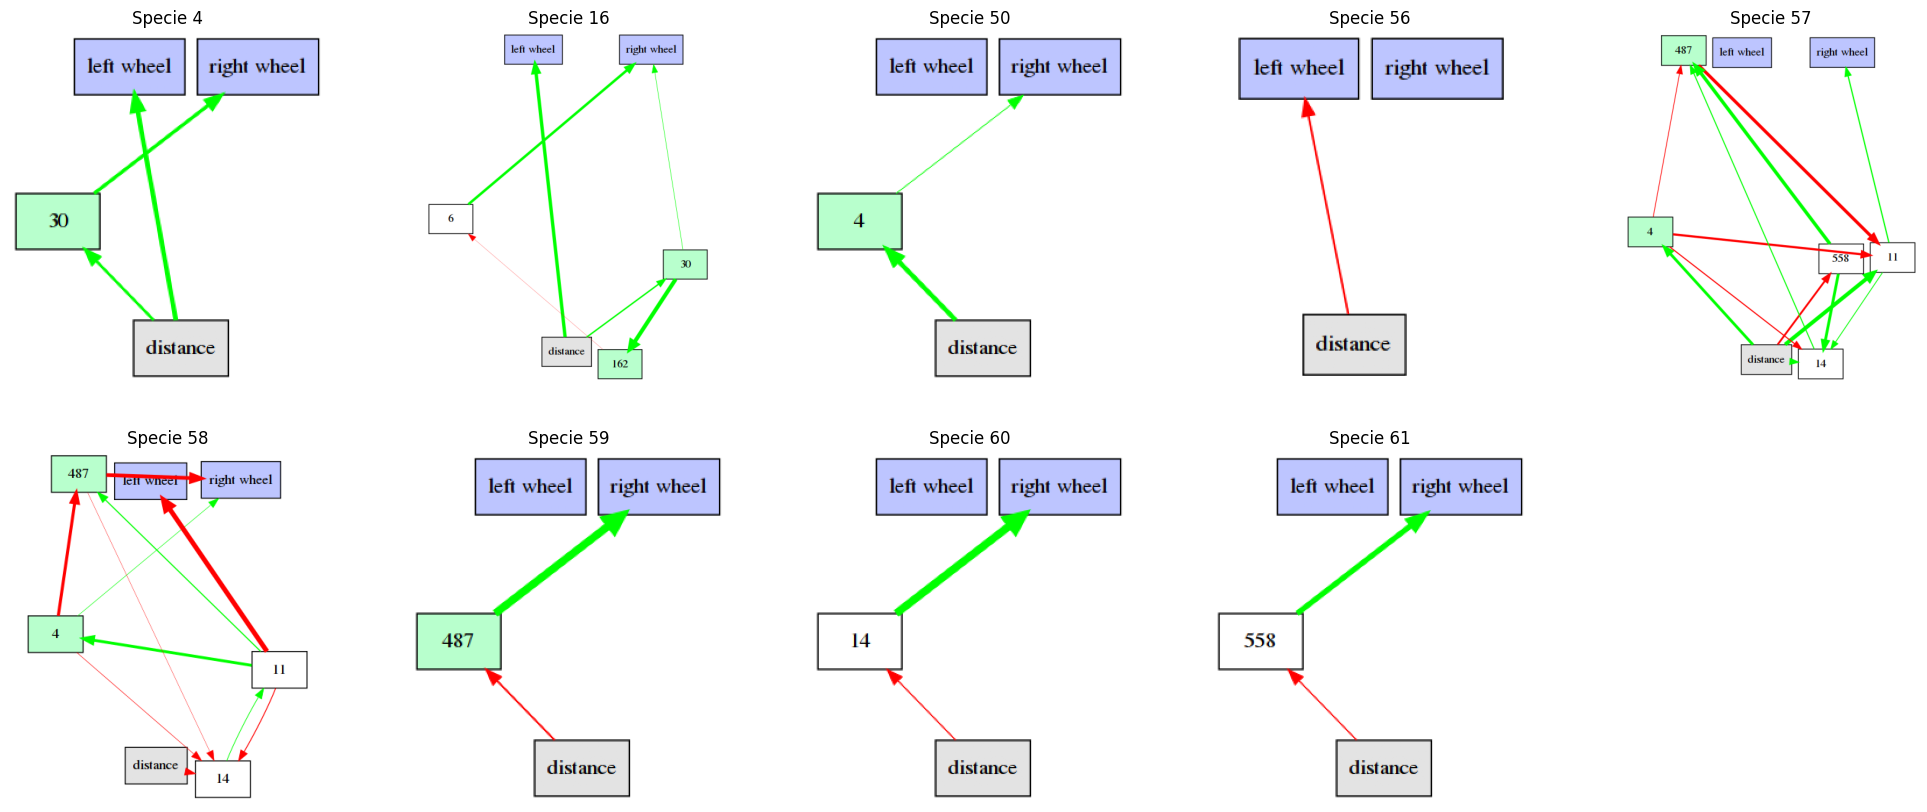 Specie 4
left wheel
right wheel
30
distance
Specie 16
left wheel
right wheel
6
30
distance
162
Specie 50
left wheel
right wheel
4
distance
Specie 56
left wheel
right wheel
distance
Specie 57
487
left wheel
right wheel
4
558
11
distance
14
Specie 58
487
left wheel
right wheel
4
11
distance
14
Specie 59
left wheel
right wheel
487
distance
Specie 60
left wheel
right wheel
14
distance
Specie 61
left wheel
right wheel
558
distance